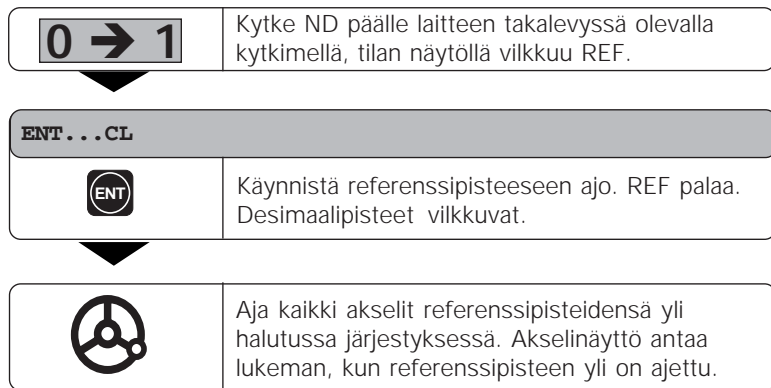 0 ➔ 1
Kytke ND päälle laitteen takalevyssä olevalla
kytkimellä, tilan näytöllä vilkkuu REF.
ENT...CL
ENT
Käynnistä referenssipisteeseen ajo. REF palaa.
Desimaalipisteet vilkkuvat.
Aja kaikki akselit referenssipisteidensä yli
halutussa järjestyksessä. Akselinäyttö antaa
lukeman, kun referenssipisteen yli on ajettu.